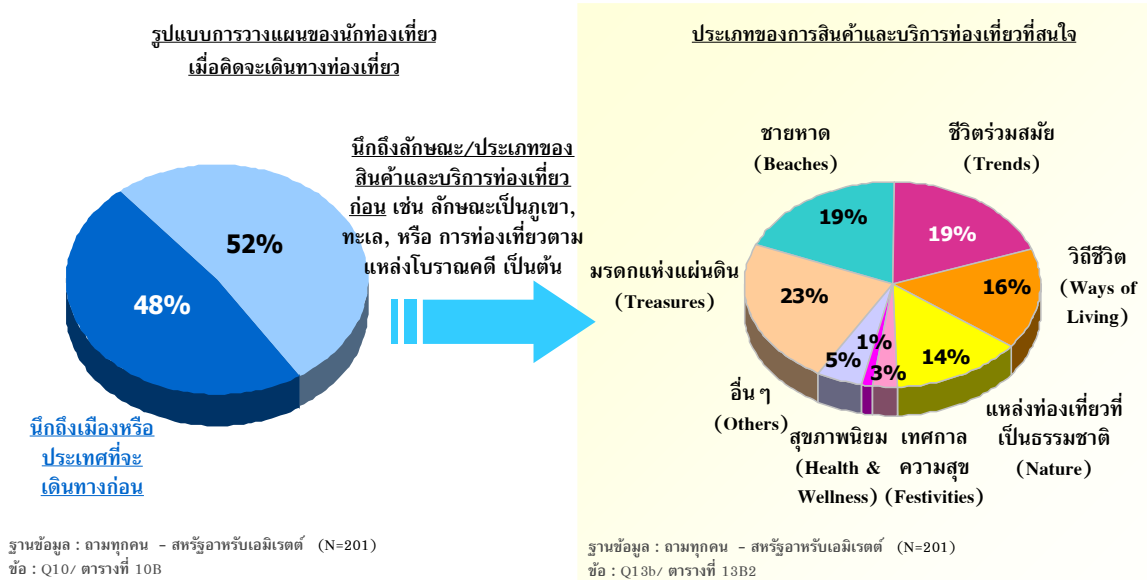 รูปแบบการวางแผนของนักท่องเที่ยว
เมื่อคิดจะเดินทางท่องเที่ยว
52%
48%
นึกถึงลักษณะ/ประเภทของ
สินค้าและบริการท่องเที่ยว
ก่อน เช่น ลักษณะเป็นภูเขา,
ทะเล, หรือ การท่องเที่ยวตาม
แหล่งโบราณคดี เป็นต้น
นึกถึงเมืองหรือ
ประเทศที่จะ
เดินทางก่อน
ฐานข้อมูล : ถามทุกคน - สหรัฐอาหรับเอมิเรตต์ (N=201)
ข้อ : Q10/ ตารางที่ 10B
ประเภทของการสินค้าและบริการท่องเที่ยวที่สนใจ
ชายหาด
(Beaches)
ชีวิตร่วมสมัย
(Trends)
19%
19%
มรดกแห่งแผ่นดิน
(Treasures)
23%
16%
วิถีชีวิต
(Ways of
Living)
5%
1%
3%
14%
อื่น ๆ
(Others)
สุขภาพนิยม
(Health &
Wellness)
เทศกาล
ความสุข
(Festivities)
แหล่งท่องเที่ยวที่
เป็นธรรมชาติ
(Nature)
ฐานข้อมูล : ถามทุกคน - สหรัฐอาหรับเอมิเรตต์ (N=201)
ข้อ : Q13b/ ตารางที่ 13B2